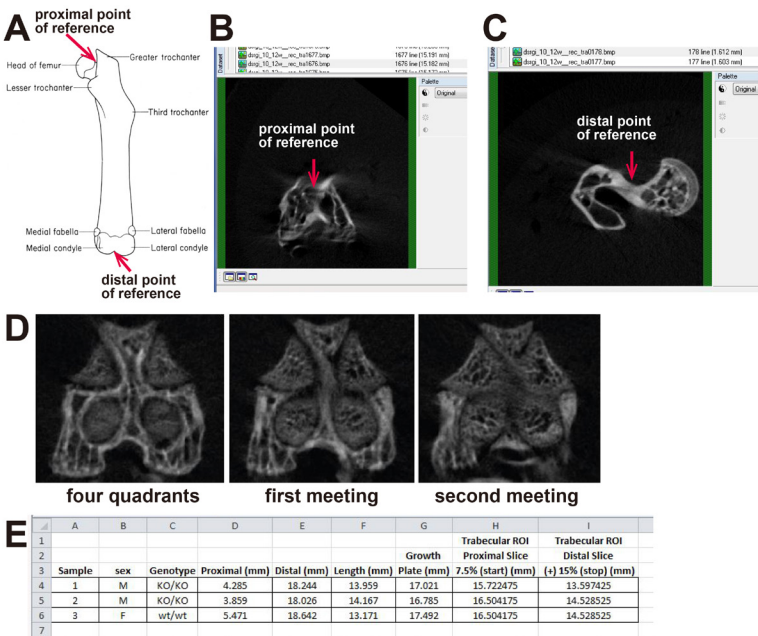 A
proximal point
of reference
Greater trochanter
Head of femur
Lesser trochanter
Third trochanter
Medial fabella
Lateral fabella
Medial condyle
Lateral condyle
distal point
of reference
B
Dataset
dsrgi_10_12w__rec_tra1677.bmp 1677 line (15.191 mm)
dsrgi_10_12w__rec_tra1676.bmp 1676 line (15.182 mm)
Palette
Original
proximal point
of reference
C
Dataset
dsrgi_10_12w__rec_tra0178.bmp 178 line (1.612 mm)
dsrgi_10_12w__rec_tra0177.bmp 177 line (1.603 mm)
Palette
Original
distal point
of reference
D
four quadrants
first meeting
second meeting
E
A B C D E F G H I
1 Trabecular ROI Trabecular ROI
2 Growth Proximal Slice Distal Slice
3 Sample sex Genotype Proximal (mm) Distal (mm) Length (mm) Plate (mm) 7.5% (start) (mm) (+) 15% (stop) (mm)
4 1 M KO/KO 4.285 18.244 13.959 17.021 15.722475 13.597425
5 2 M KO/KO 3.859 18.026 14.167 16.785 16.504175 14.528525
6 3 F wt/wt 5.471 18.642 13.171 17.492 16.504175 14.528525
7